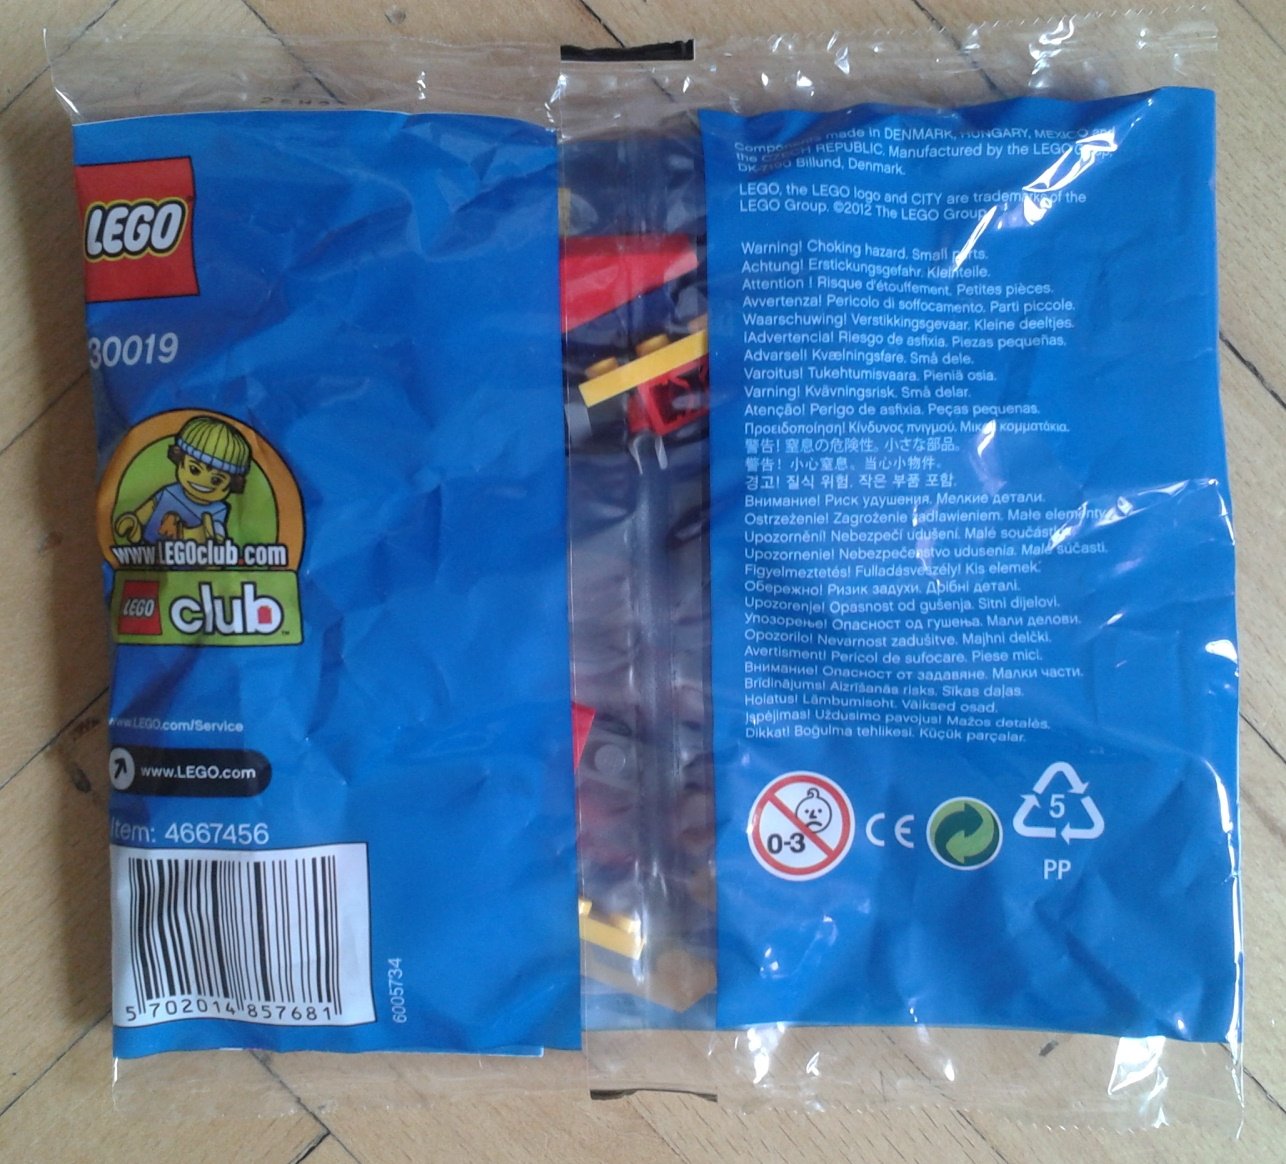 LEGO
30019
www.LEGOclub.com
LEGO club™
www.LEGO.com/Service
www.LEGO.com
Item: 4667456
5 702014 857681
6005734
Components made in DENMARK, HUNGARY, MEXICO and
the CZECH REPUBLIC. Manufactured by the LEGO Group,
DK-7190 Billund, Denmark.
LEGO, the LEGO logo and CITY are trademarks of the
LEGO Group. ©2012 The LEGO Group.
Warning! Choking hazard. Small parts.
Achtung! Erstickungsgefahr. Kleinteile.
Attention ! Risque d'étouffement. Petites pièces.
Avvertenza! Pericolo di soffocamento. Parti piccole.
Waarschuwing! Verstikkingsgevaar. Kleine deeltjes.
¡Advertencia! Riesgo de asfixia. Piezas pequeñas.
Advarsel! Kvælningsfare. Små dele.
Varoitus! Tukehtumisvaara. Pieniä osia.
Varning! Kvävningsrisk. Små delar.
Atenção! Perigo de asfixia. Peças pequenas.
Προειδοποίηση! Κίνδυνος πνιγμού. Μικρά κομματάκια.
警告! 窒息の危険性。小さな部品。
警告! 小心窒息。当心小物件。
경고! 질식 위험. 작은 부품 포함.
Внимание! Риск удушения. Мелкие детали.
Ostrzeżenie! Zagrożenie zadławieniem. Małe elementy.
Upozornění! Nebezpečí udušení. Malé součásti.
Upozornenie! Nebezpečenstvo udusenia. Malé súčasti.
Figyelmeztetés! Fulladásveszély! Kis elemek.
Обережно! Ризик задухи. Дрібні деталі.
Upozorenje! Opasnost od gušenja. Sitni dijelovi.
Упозорење! Опасност од гушења. Мали делови.
Opozorilo! Nevarnost zadušitve. Majhni delčki.
Avertisment! Pericol de sufocare. Piese mici.
Внимание! Опасност от задавяне. Малки части.
Brīdinājums! Aizrīšanās risks. Sīkas daļas.
Hoiatus! Lämbumisoht. Väiksed osad.
Įspėjimas! Uždusimo pavojus! Mažos detalės.
Dikkat! Boğulma tehlikesi. Küçük parçalar.
0-3
CE
5
PP